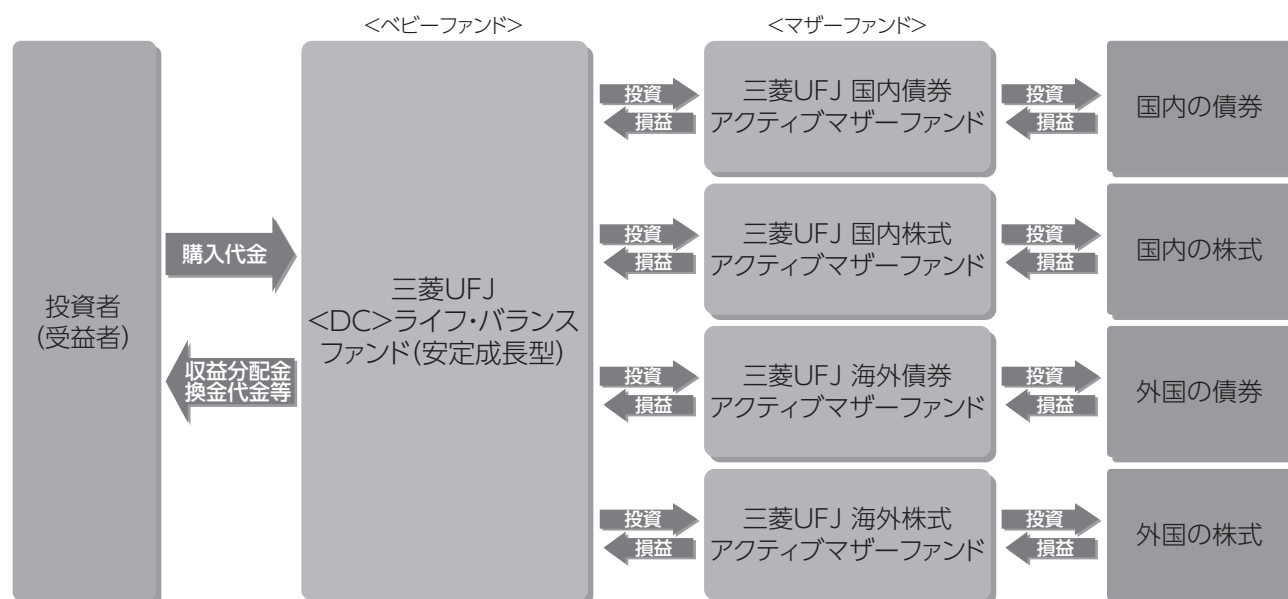 <ベビーファンド>
<マザーファンド>
投資者
(受益者)
購入代金
収益分配金
換金代金等
三菱UFJ
<DC>ライフ・バランス
ファンド(安定成長型)
投資
損益
三菱UFJ 国内債券
アクティブマザーファンド
投資
損益
国内の債券
投資
損益
三菱UFJ 国内株式
アクティブマザーファンド
投資
損益
国内の株式
投資
損益
三菱UFJ 海外債券
アクティブマザーファンド
投資
損益
外国の債券
投資
損益
三菱UFJ 海外株式
アクティブマザーファンド
投資
損益
外国の株式